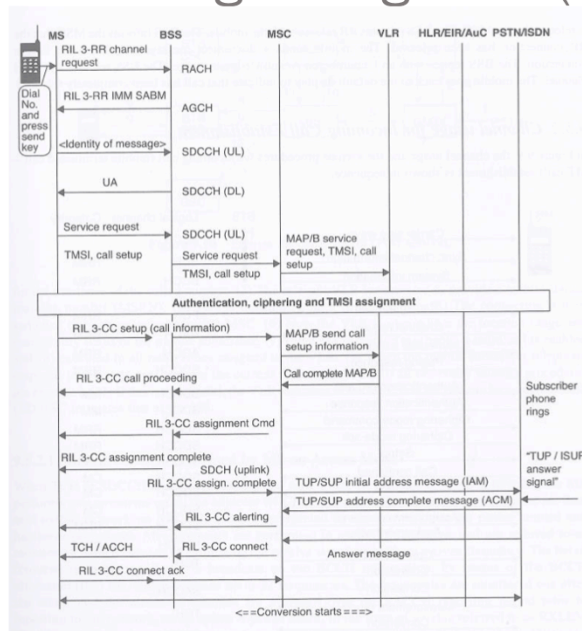 MS BSS MSC VLR HLR/EIR/AuC PSTN/ISDN
RIL 3-RR channel
request
RACH
Dial
No.
and
press
send
key
RIL 3-RR IMM SABM
AGCH
<Identity of message>
SDCCH (UL)
UA
SDCCH (DL)
Service request
SDCCH (UL)
TMSI, call setup
Service request
TMSI, call setup
MAP/B service
request, TMSI, call
setup
Authentication, ciphering and TMSI assignment
RIL 3-CC setup (call information)
MAP/B send call
setup information
Call complete MAP/B
RIL 3-CC call proceeding
Subscriber
phone
rings
RIL 3-CC assignment Cmd
RIL 3-CC assignment complete
SDCH (uplink)
RIL 3-CC assign. complete
"TUP / ISUP
answer
signal"
TUP/SUP initial address message (IAM)
TUP/SUP address complete message (ACM)
RIL 3-CC alerting
TCH / ACCH
RIL 3-CC connect
Answer message
RIL 3-CC connect ack
<==Conversion starts ===>